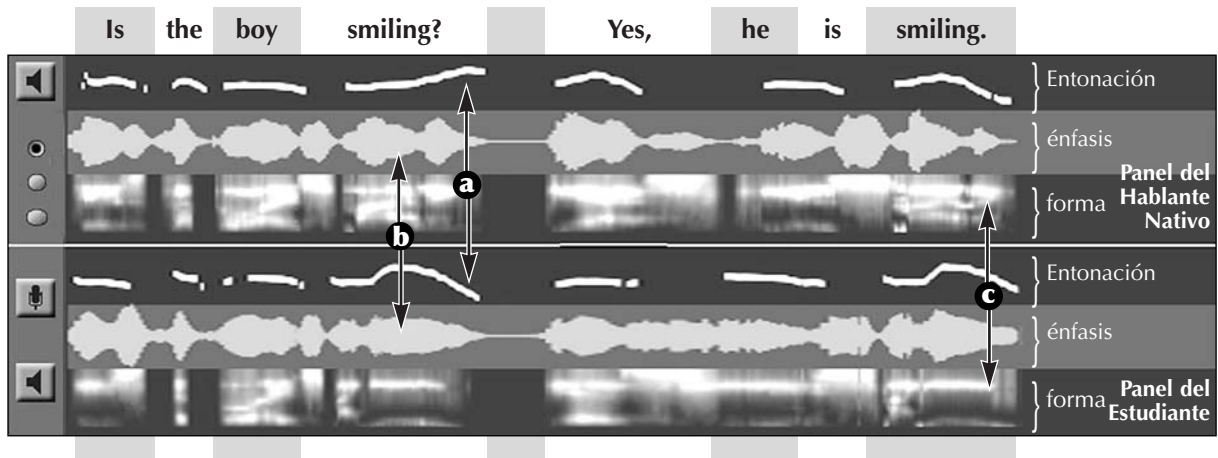 Is the boy smiling? Yes, he is smiling.
Entonación
énfasis
forma
Panel del
Hablante
Nativo
a
b
Entonación
c
énfasis
forma
Panel del
Estudiante